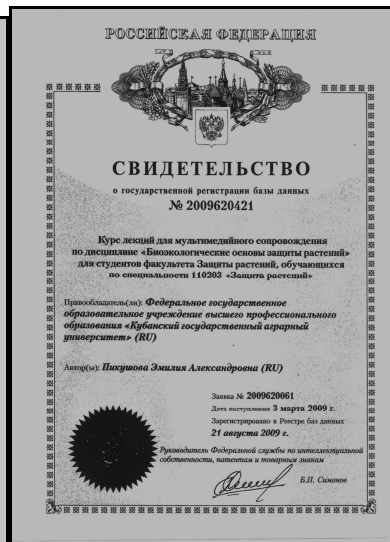 РОССИЙСКАЯ ФЕДЕРАЦИЯ
СВИДЕТЕЛЬСТВО
о государственной регистрации базы данных
№ 2009620421
Курс лекций для мультимедийного сопровождения
по дисциплине «Биоэкологические основы защиты растений»
для студентов факультета Защиты растений, обучающихся
по специальности 110203 «Защита растений»
Правообладатель(ли): Федеральное государственное
образовательное учреждение высшего профессионального
образования «Кубанский государственный аграрный
университет» (RU)
Автор(ы): Пикушова Эмилия Александровна (RU)
Заявка № 2009620061
Дата поступления 3 марта 2009 г.
Зарегистрировано в Реестре баз данных
21 августа 2009 г.
Руководитель Федеральной службы по интеллектуальной
собственности, патентам и товарным знакам
Б.П. Симонов